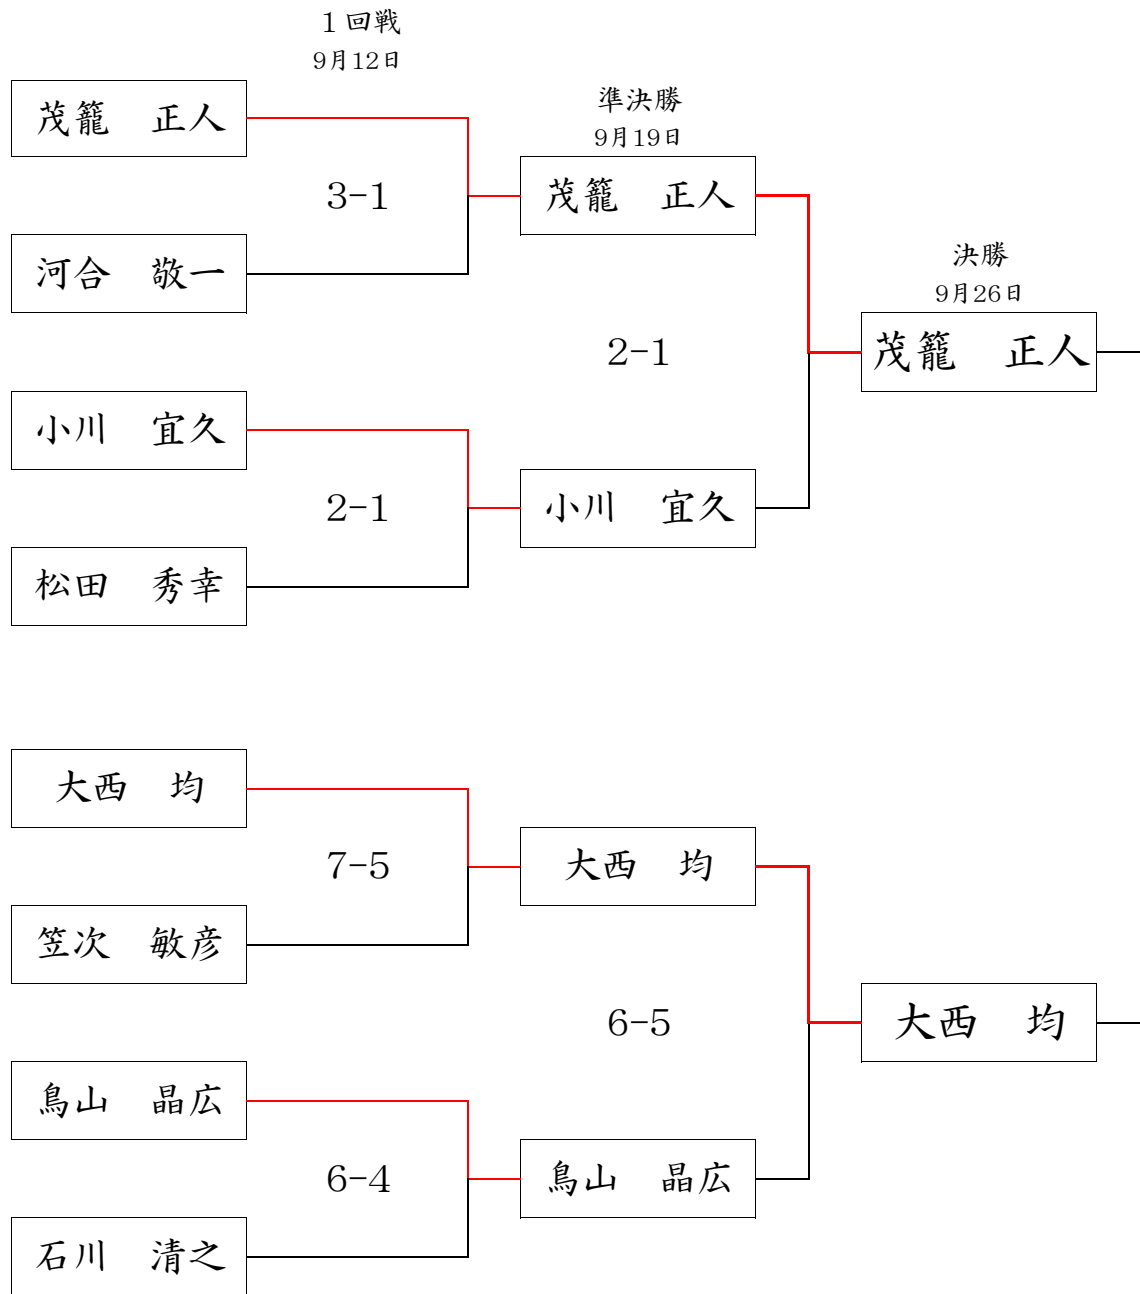 1回戦
9月12日
茂籠　正人
準決勝
9月19日
3-1
茂籠　正人
河合　敬一
決勝
9月26日
2-1
茂籠　正人
小川　宜久
2-1
小川　宜久
松田　秀幸
大西　均
7-5
大西　均
笠次　敏彦
6-5
大西　均
鳥山　晶広
6-4
鳥山　晶広
石川　清之